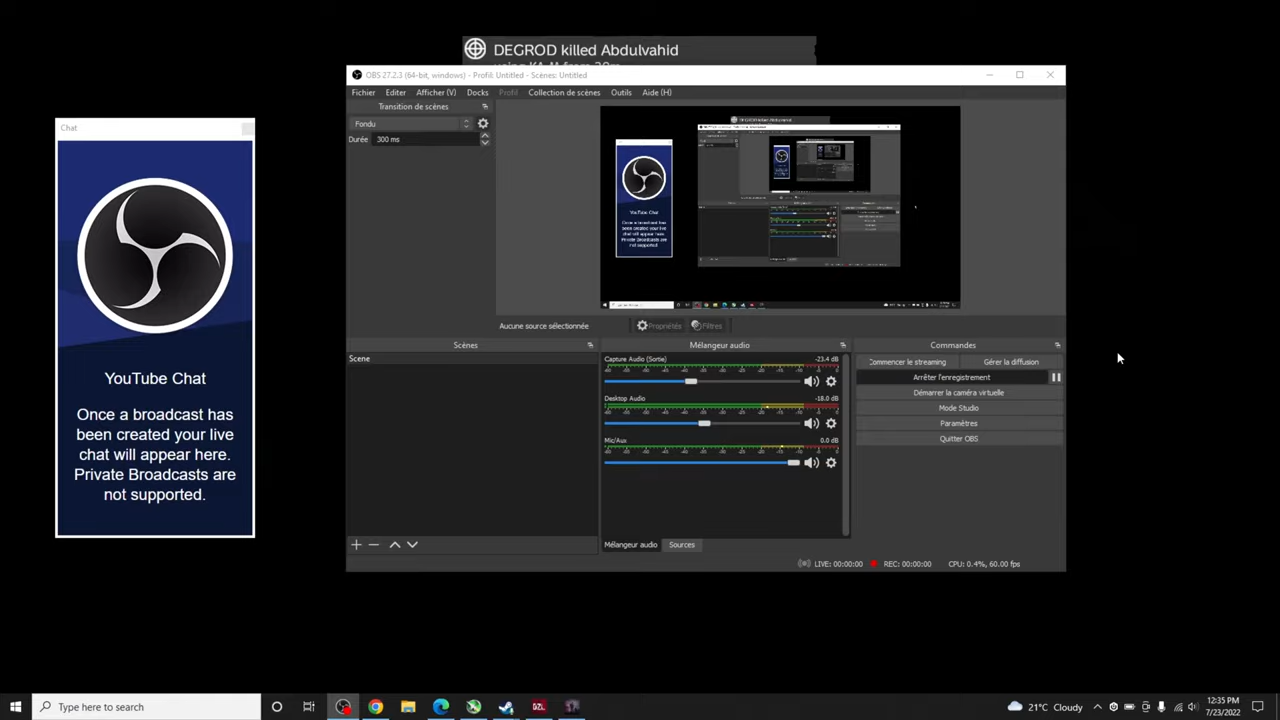 DEGROD killed Abdulvahid
OBS 27.2.3 (64-bit, windows) - Profil: Untitled - Scènes: Untitled
Fichier Editer Afficher (V) Docks Profil Collection de scènes Outils Aide (H)
Transition de scènes
Fondu
Durée 300 ms
Chat
YouTube Chat
Once a broadcast has
been created your live
chat will appear here.
Private Broadcasts are
not supported.
Aucune source sélectionnée Propriétés Filtres
Scènes
Scene
Mélangeur audio
Capture Audio (Sortie) -23.4 dB
Desktop Audio -18.0 dB
Mic/Aux 0.0 dB
Mélangeur audio Sources
Commandes
Commencer le streaming Gérer la diffusion
Arrêter l'enregistrement
Démarrer la caméra virtuelle
Mode Studio
Paramètres
Quitter OBS
LIVE: 00:00:00 REC: 00:00:00 CPU: 0.4%, 60.00 fps
Type here to search
21°C Cloudy
12:35 PM
7/23/2022